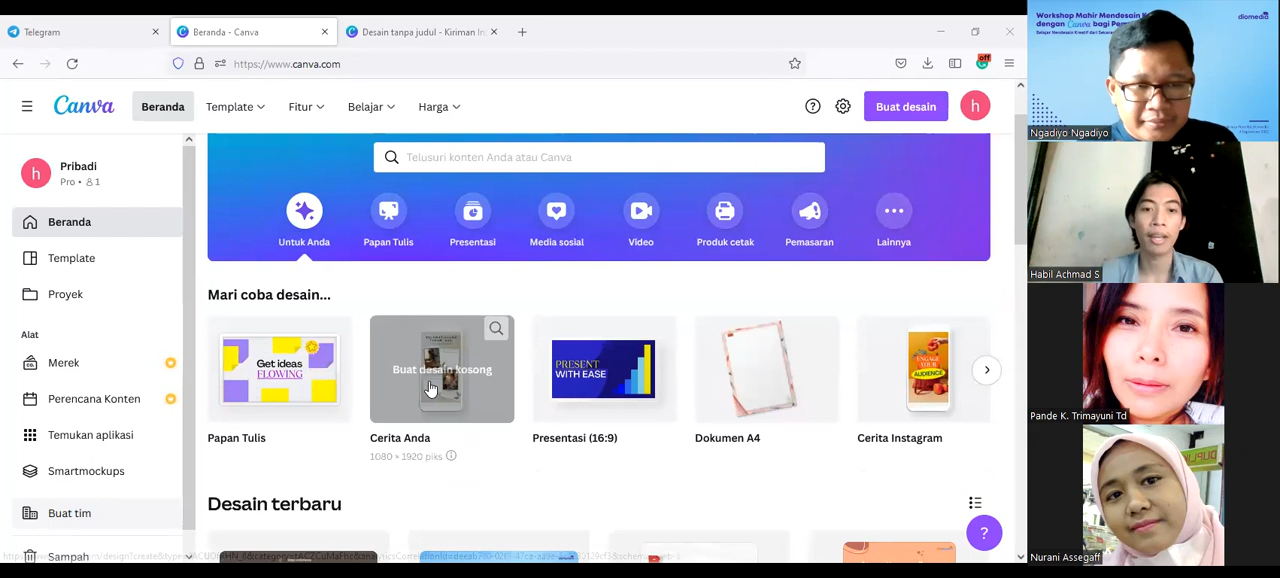 Telegram
Beranda - Canva
Desain tanpa judul - Kiriman In
https://www.canva.com
off
Canva
Beranda
Template
Fitur
Belajar
Harga
Buat desain
h
h
Pribadi
Pro
1
Telusuri konten Anda atau Canva
Untuk Anda
Papan Tulis
Presentasi
Media sosial
Video
Produk cetak
Pemasaran
Lainnya
Beranda
Template
Proyek
Alat
Merek
Perencana Konten
Temukan aplikasi
Smartmockups
Buat tim
Sampah
Mari coba desain...
Get ideas
FLOWING
Buat desain kosong
PRESENT
WITH EASE
ENGAGE
YOUR
AUDIENCE
Papan Tulis
Cerita Anda
1080 × 1920 piks
Presentasi (16:9)
Dokumen A4
Cerita Instagram
Desain terbaru
?
Workshop Mahir Mendesain K
dengan Canva bagi Pem
diomedia
Ngadiyo Ngadiyo
Habil Achmad S
Pande K. Trimayuni Td
Nurani Assegaff